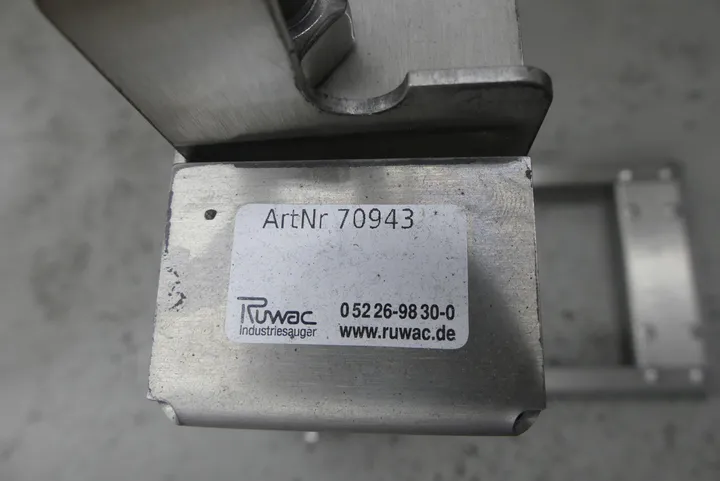 ArtNr 70943
Ruwac
Industriesauger
0 52 26-98 30-0
www.ruwac.de